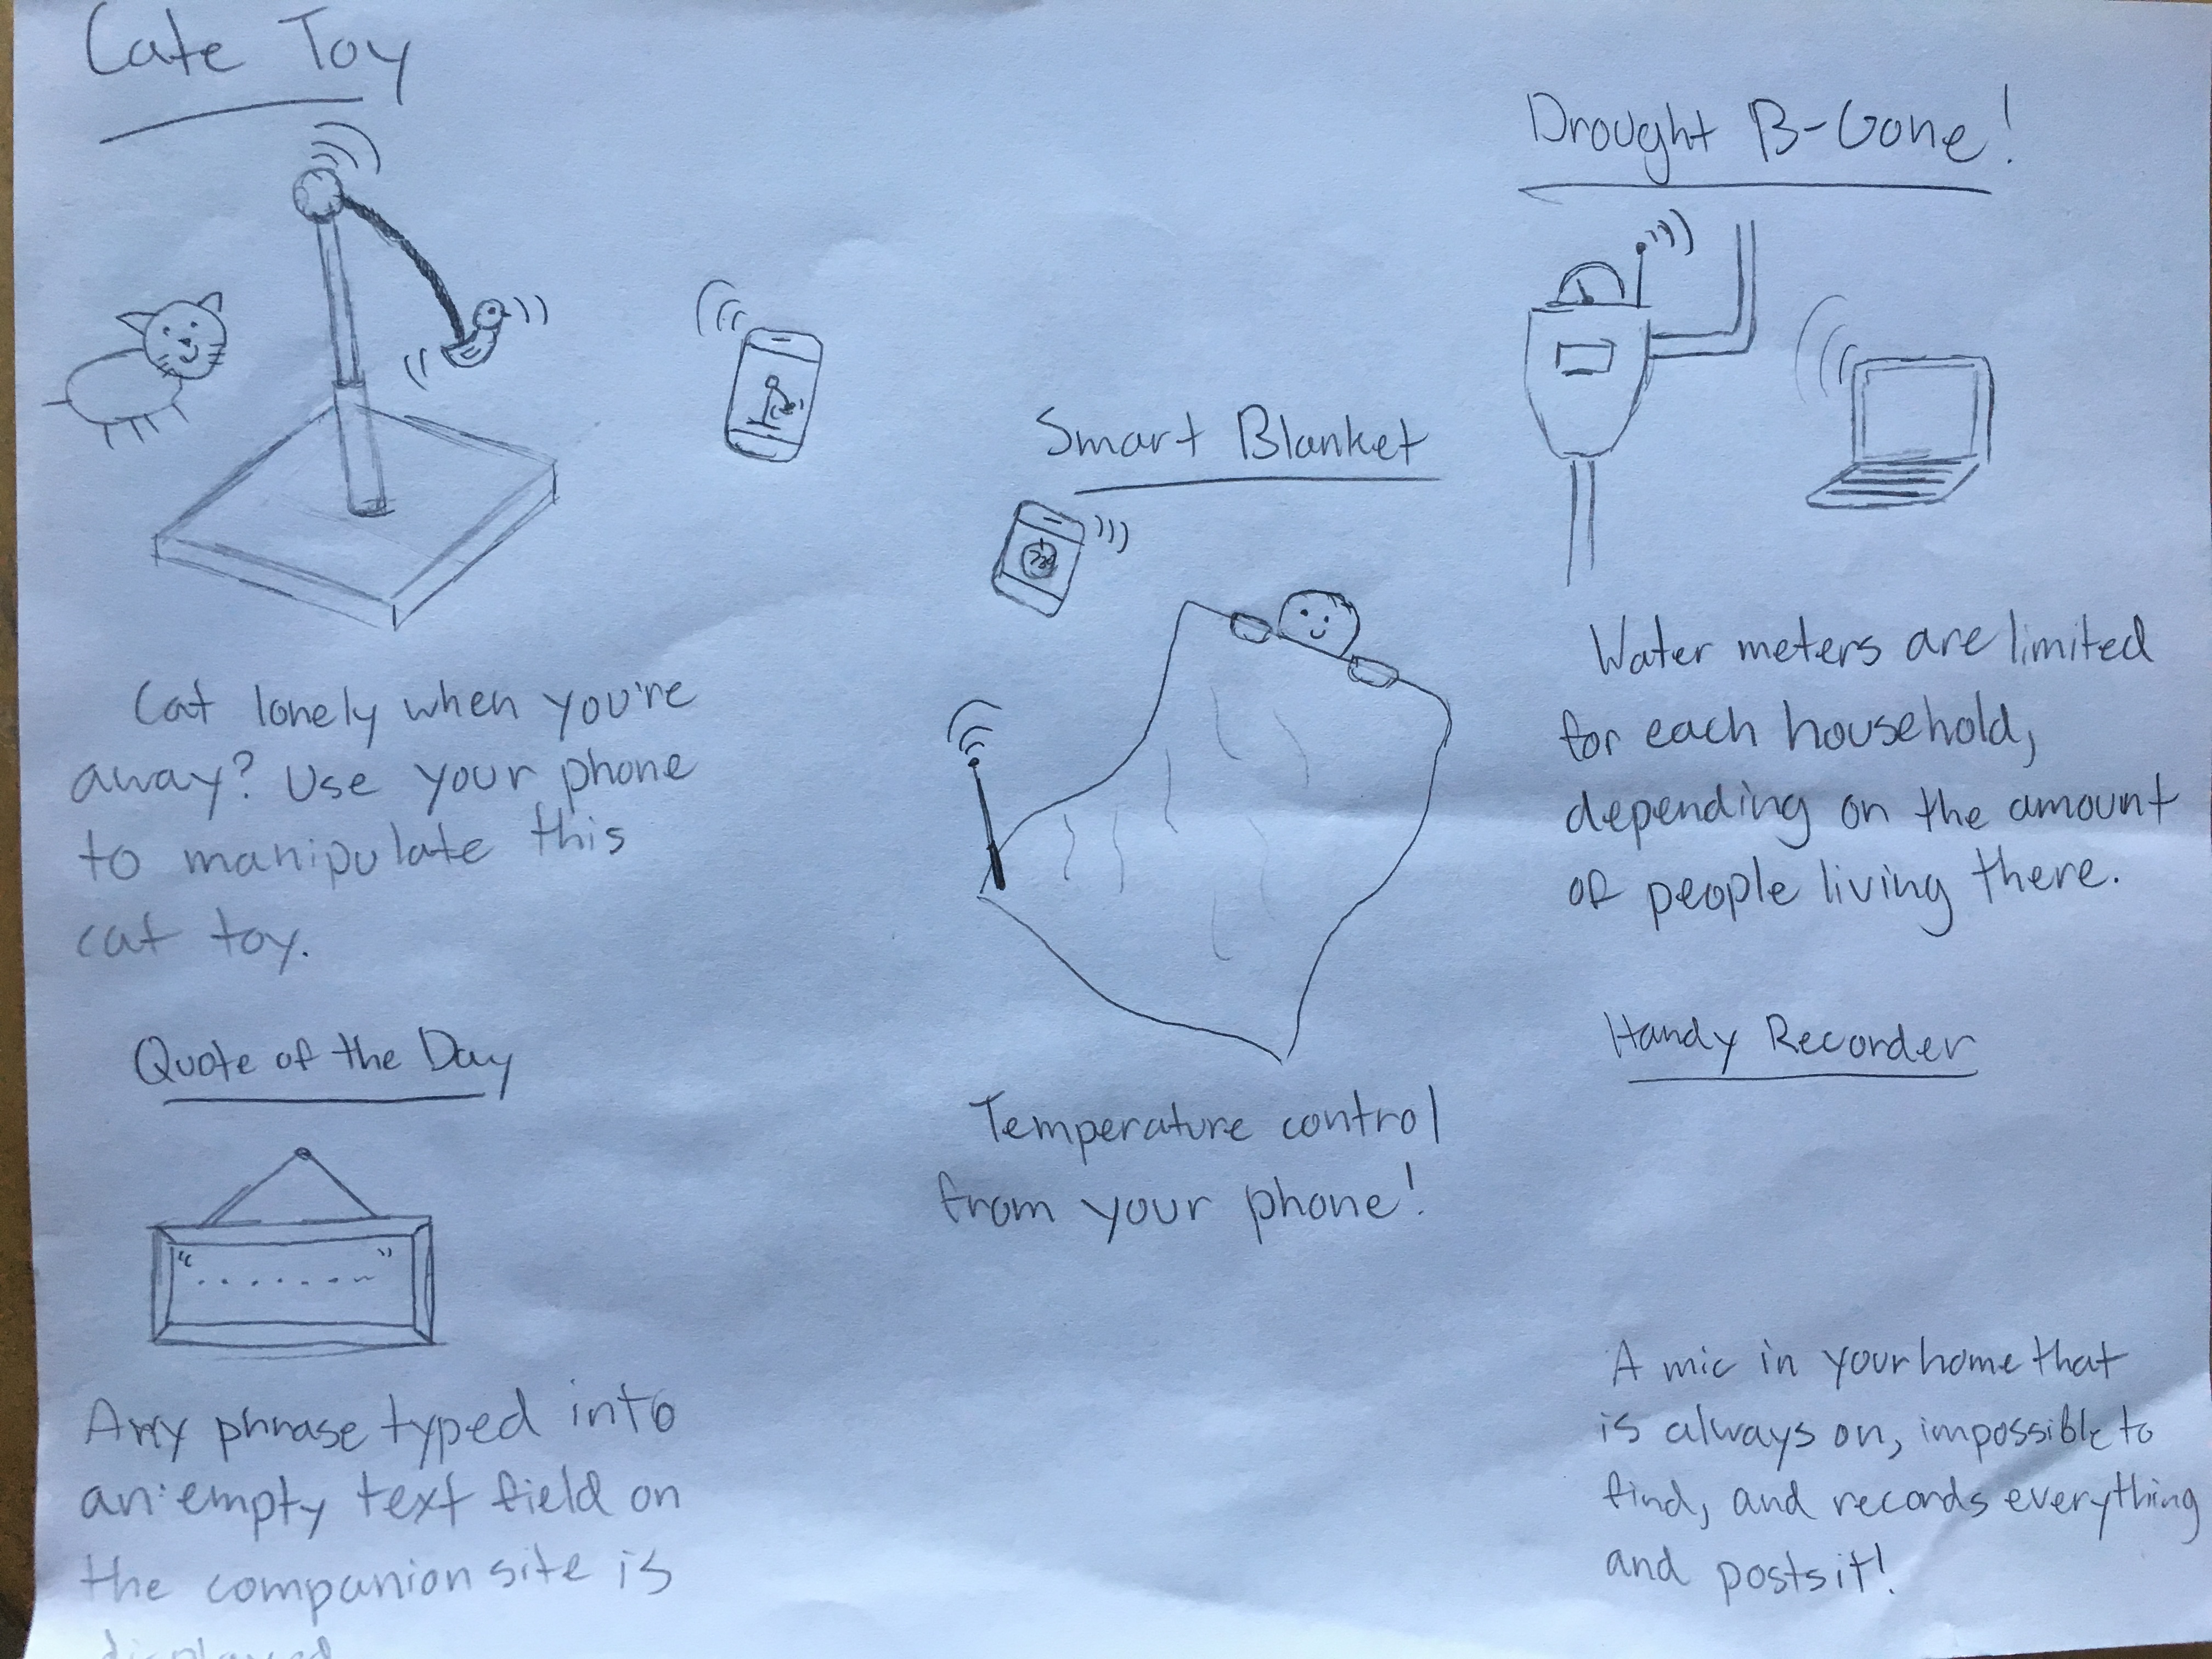 Cate Toy
Cat lonely when you're
away? Use your phone
to manipulate this
cat toy.
Quote of the Day
“ ”
Any phrase typed into
an empty text field on
the companion site is
displayed
Smart Blanket
Temperature control
from your phone!
Drought B-Gone!
Water meters are limited
for each household,
depending on the amount
of people living there.
Handy Recorder
A mic in your home that
is always on, impossible to
find, and records everything
and posts it!